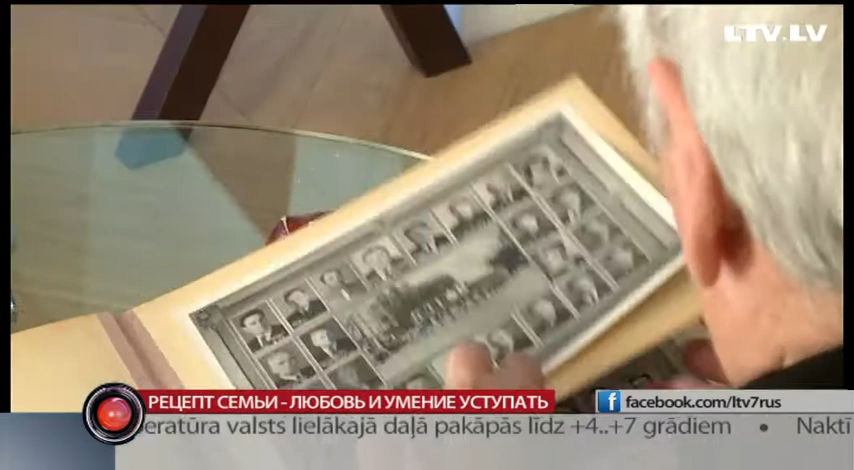 LTV.LV
РЕЦЕПТ СЕМЬИ - ЛЮБОВЬ И УМЕНИЕ УСТУПАТЬ
facebook.com/ltv7rus
peratūra valsts lielākajā daļā pakāpās līdz +4..+7 grādiem • Naktī